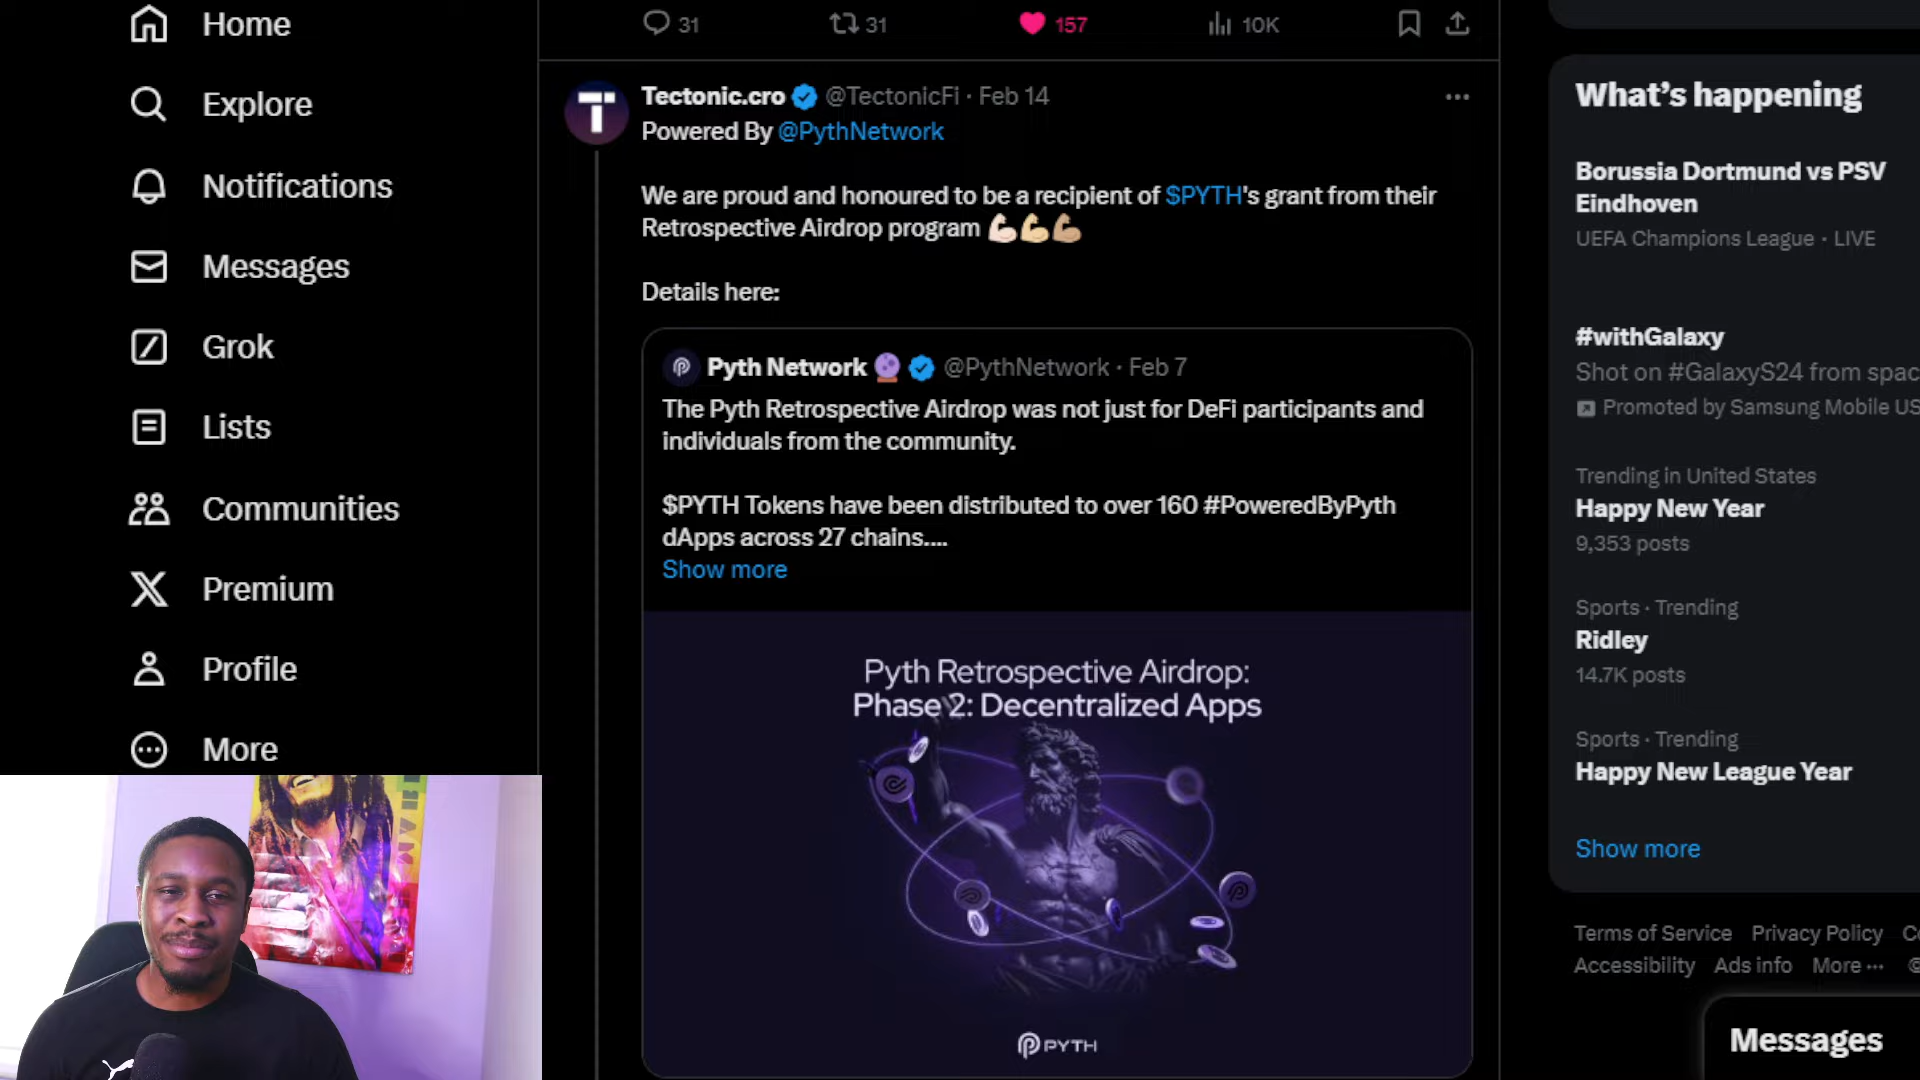 Home
Explore
Notifications
Messages
Grok
Lists
Communities
Premium
Profile
More
31
31
157
10K
Tectonic.cro @TectonicFi · Feb 14
Powered By @PythNetwork
We are proud and honoured to be a recipient of $PYTH's grant from their
Retrospective Airdrop program 💪🏻💪🏼💪🏽
Details here:
Pyth Network 🔮 @PythNetwork · Feb 7
The Pyth Retrospective Airdrop was not just for DeFi participants and
individuals from the community.
$PYTH Tokens have been distributed to over 160 #PoweredByPyth
dApps across 27 chains....
Show more
Pyth Retrospective Airdrop:
Phase 2: Decentralized Apps
PYTH
What's happening
Borussia Dortmund vs PSV
Eindhoven
UEFA Champions League · LIVE
#withGalaxy
Shot on #GalaxyS24 from spac
Promoted by Samsung Mobile US
Trending in United States
Happy New Year
9,353 posts
Sports · Trending
Ridley
14.7K posts
Sports · Trending
Happy New League Year
Show more
Terms of Service Privacy Policy
Accessibility Ads info More ···
Messages